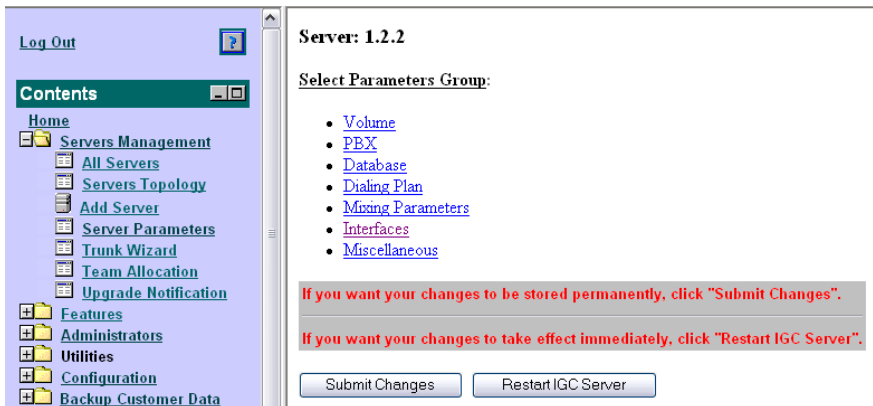 Log Out
?
Contents
Home
Servers Management
All Servers
Servers Topology
Add Server
Server Parameters
Trunk Wizard
Team Allocation
Upgrade Notification
Features
Administrators
Utilities
Configuration
Backup Customer Data
Server: 1.2.2
Select Parameters Group:
Volume
PBX
Database
Dialing Plan
Mixing Parameters
Interfaces
Miscellaneous
If you want your changes to be stored permanently, click "Submit Changes".
If you want your changes to take effect immediately, click "Restart IGC Server".
Submit Changes
Restart IGC Server